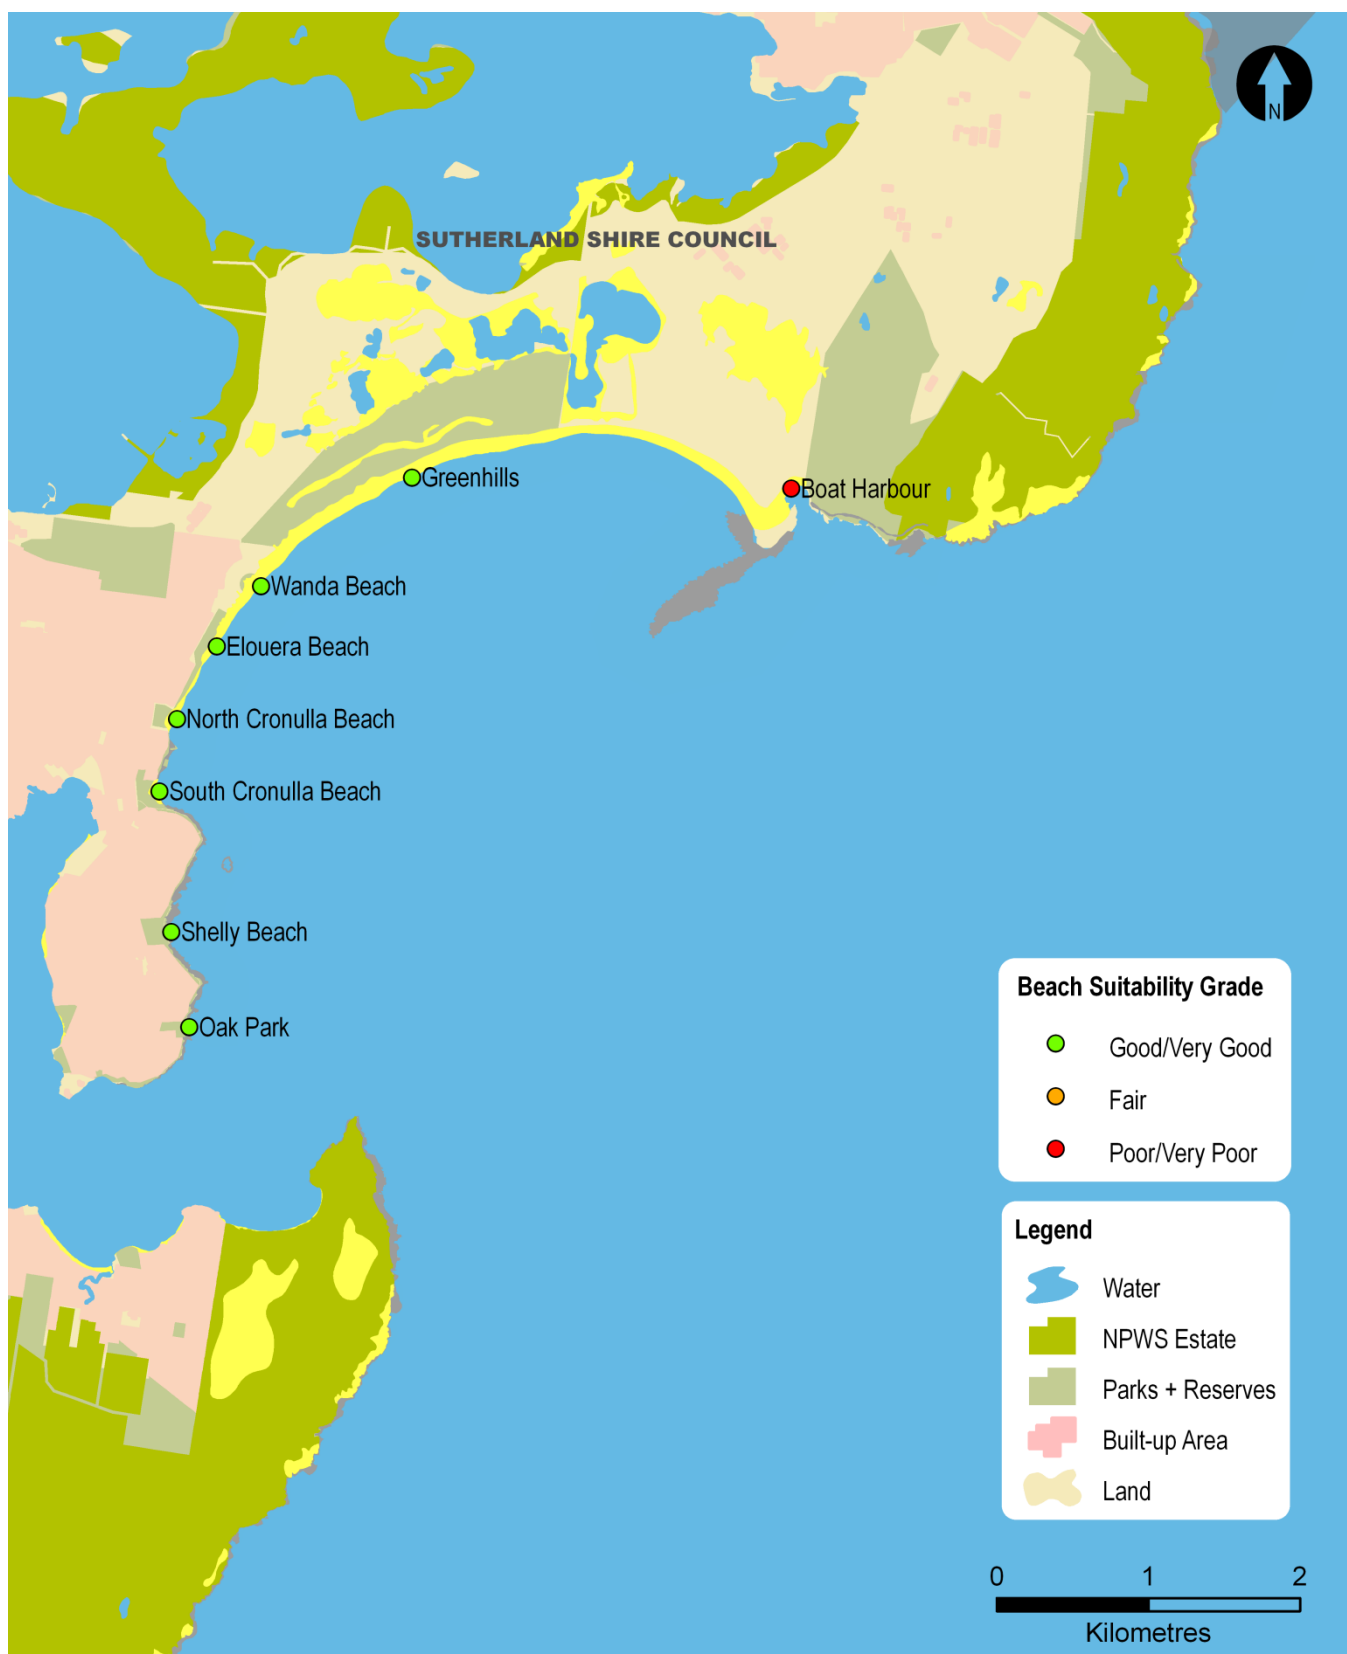 N
SUTHERLAND SHIRE COUNCIL
Greenhills
Boat Harbour
Wanda Beach
Elouera Beach
North Cronulla Beach
South Cronulla Beach
Shelly Beach
Oak Park
Beach Suitability Grade
Good/Very Good
Fair
Poor/Very Poor
Legend
Water
NPWS Estate
Parks + Reserves
Built-up Area
Land
0 1 2
Kilometres